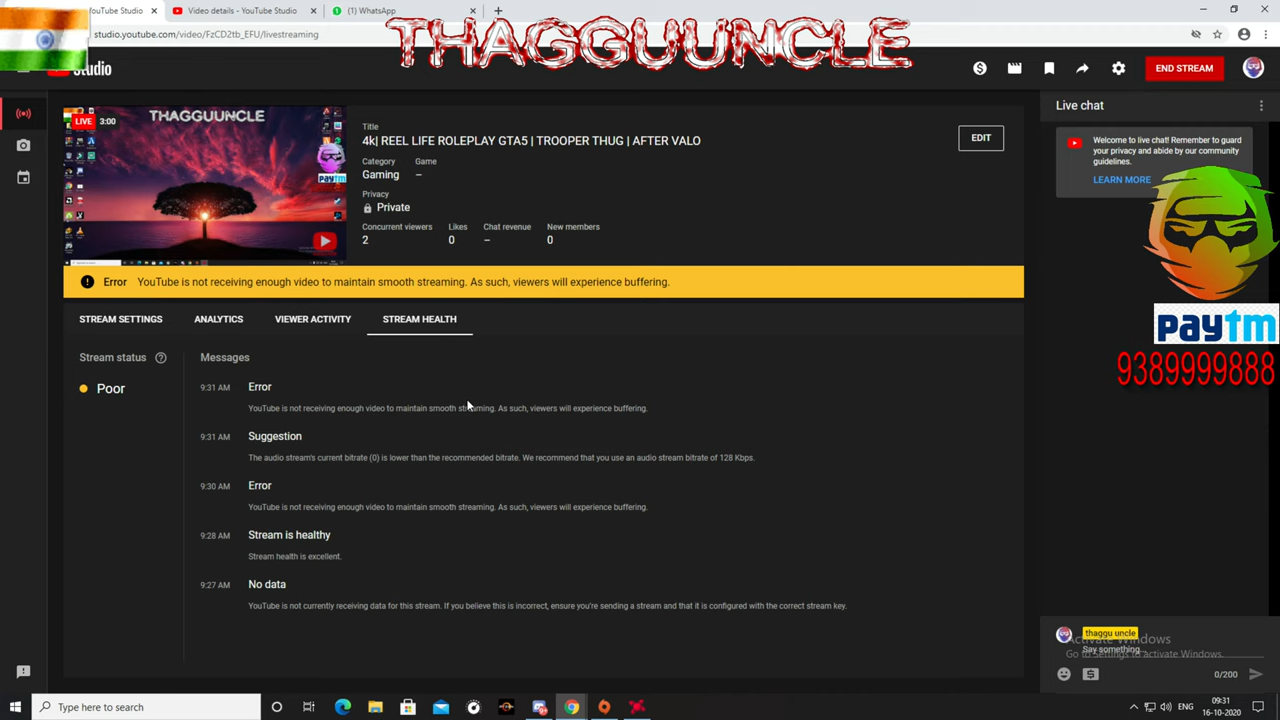 YouTube Studio
Video details - YouTube Studio
(1) WhatsApp
studio.youtube.com/video/FzCD2tb_EFU/livestreaming
THAGGUUNCLE
Studio
END STREAM
LIVE 3:00
THAGGUUNCLE
paytm
Title
4k| REEL LIFE ROLEPLAY GTA5 | TROOPER THUG | AFTER VALO
EDIT
Category Game
Gaming –
Privacy
Private
Concurrent viewers Likes Chat revenue New members
2 0 – 0
Live chat
Welcome to live chat! Remember to guard
your privacy and abide by our community
guidelines.
LEARN MORE
Error YouTube is not receiving enough video to maintain smooth streaming. As such, viewers will experience buffering.
STREAM SETTINGS ANALYTICS VIEWER ACTIVITY STREAM HEALTH
paytm
9389999888
Stream status
Poor
Messages
9:31 AM Error
YouTube is not receiving enough video to maintain smooth streaming. As such, viewers will experience buffering.
9:31 AM Suggestion
The audio stream's current bitrate (0) is lower than the recommended bitrate. We recommend that you use an audio stream bitrate of 128 Kbps.
9:30 AM Error
YouTube is not receiving enough video to maintain smooth streaming. As such, viewers will experience buffering.
9:28 AM Stream is healthy
Stream health is excellent.
9:27 AM No data
YouTube is not currently receiving data for this stream. If you believe this is incorrect, ensure you're sending a stream and that it is configured with the correct stream key.
thaggu uncle
Say something...
Activate Windows
Go to Settings to activate Windows.
0/200
Type here to search
ENG
09:31
16-10-2020